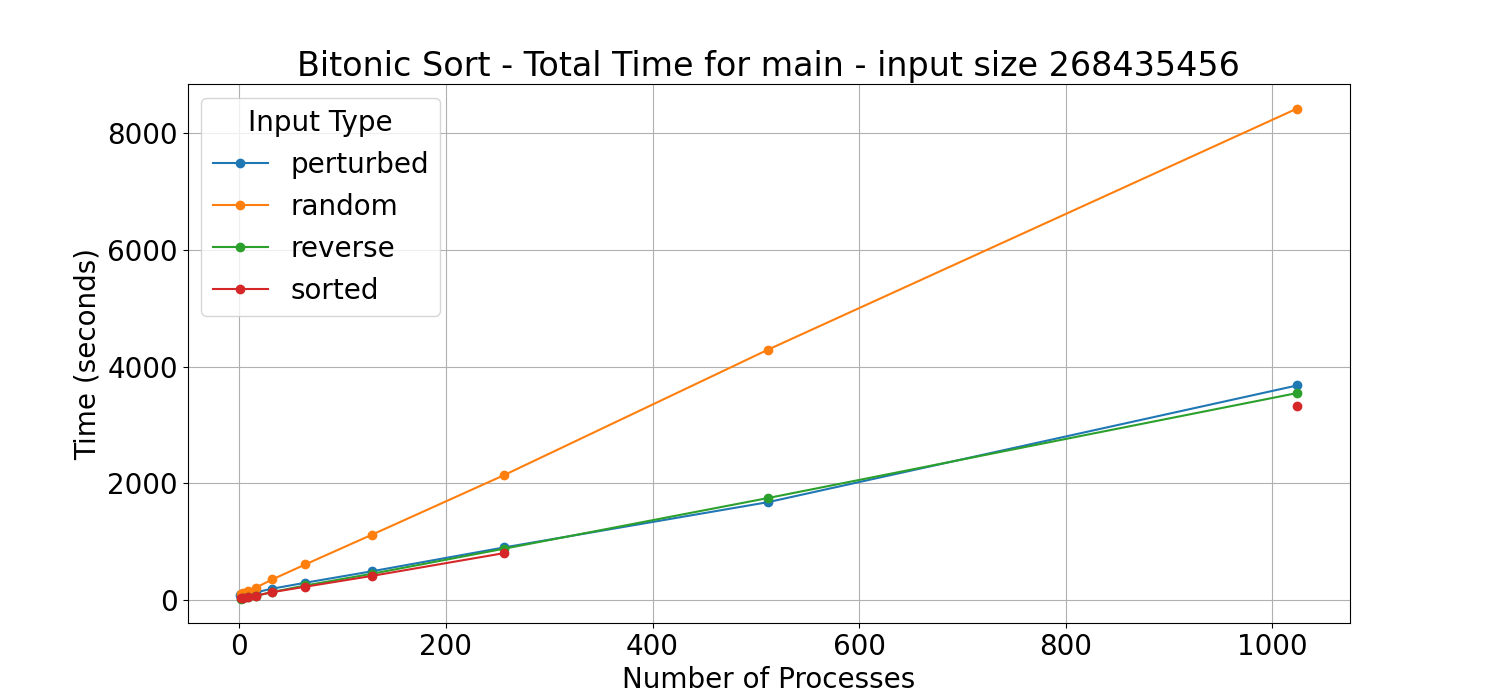 Bitonic Sort - Total Time for main - input size 268435456
Input Type
perturbed
random
reverse
sorted
Time (seconds)
8000
6000
4000
2000
0
0 200 400 600 800 1000
Number of Processes